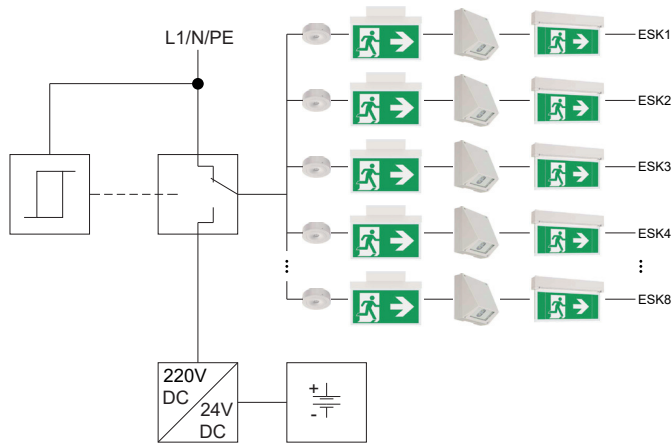 L1/N/PE
ESK1
ESK2
ESK3
ESK4
ESK8
220V
DC
24V
DC
+
-